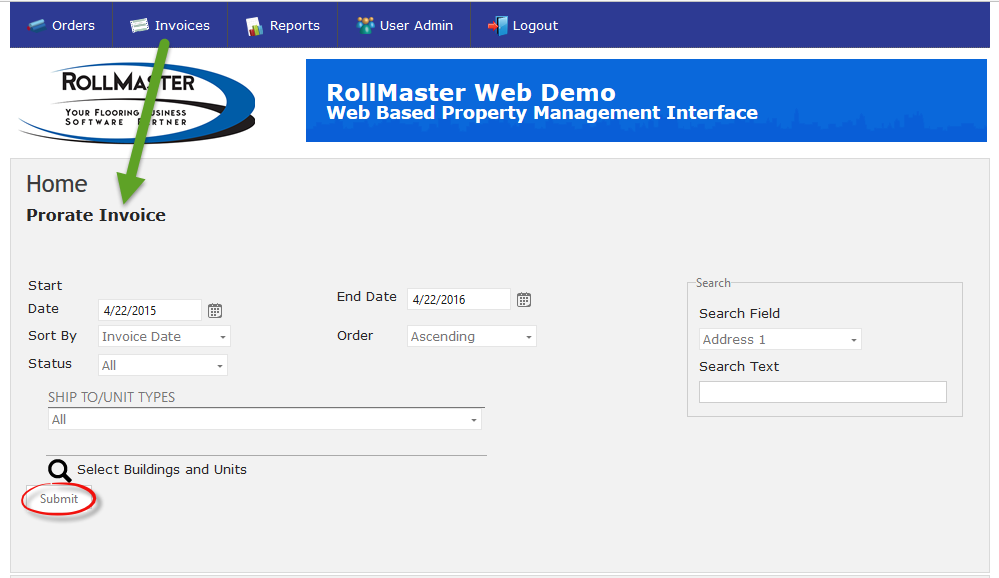 Orders Invoices Reports User Admin Logout
ROLLMASTER
YOUR FLOORING BUSINESS
SOFTWARE PARTNER
RollMaster Web Demo
Web Based Property Management Interface
Home
Prorate Invoice
Start
Date 4/22/2015
End Date 4/22/2016
Sort By Invoice Date
Order Ascending
Status All
SHIP TO/UNIT TYPES
All
Select Buildings and Units
Submit
Search
Search Field
Address 1
Search Text